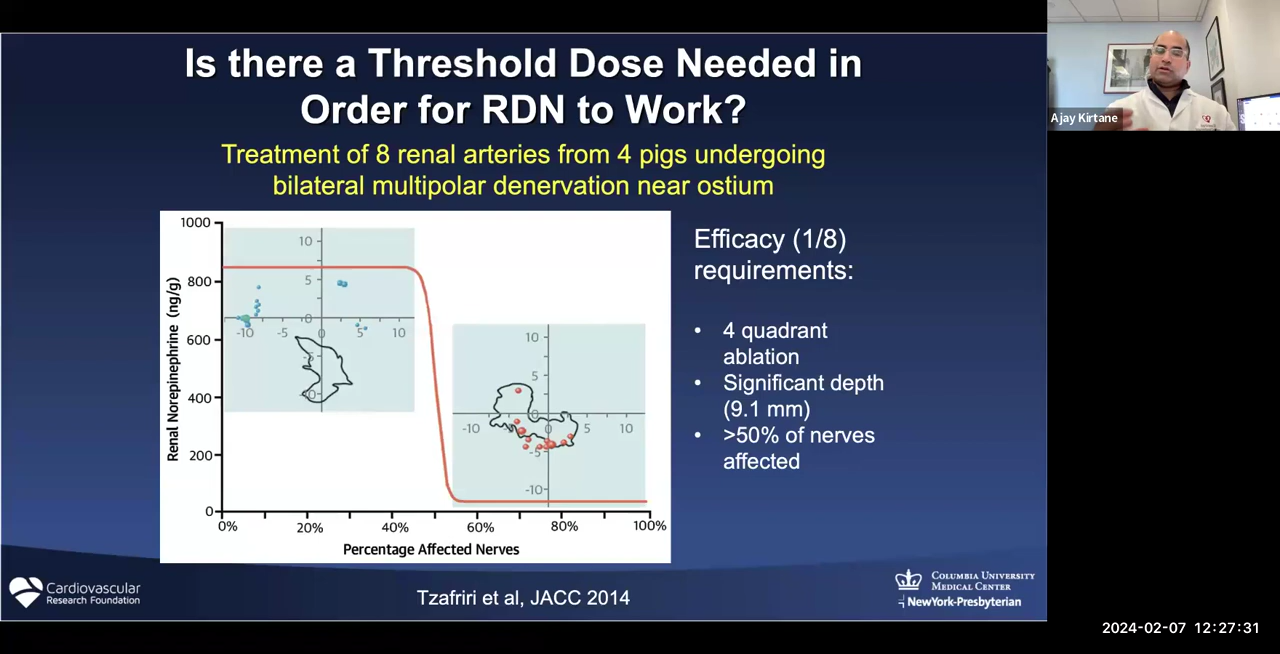 Is there a Threshold Dose Needed in
Order for RDN to Work?
Treatment of 8 renal arteries from 4 pigs undergoing
bilateral multipolar denervation near ostium
Ajay Kirtane
Renal Norepinephrine (ng/g)
1000
800
600
400
200
0
10
5
0
-10
-5
0
5
10
-5
-10
10
5
0
-10
0
5
10
-5
-10
0%
20%
40%
60%
80%
100%
Percentage Affected Nerves
Efficacy (1/8)
requirements:
• 4 quadrant
ablation
• Significant depth
(9.1 mm)
• >50% of nerves
affected
Cardiovascular
Research Foundation
Tzafriri et al, JACC 2014
COLUMBIA UNIVERSITY
MEDICAL CENTER
NewYork-Presbyterian
2024-02-07 12:27:31